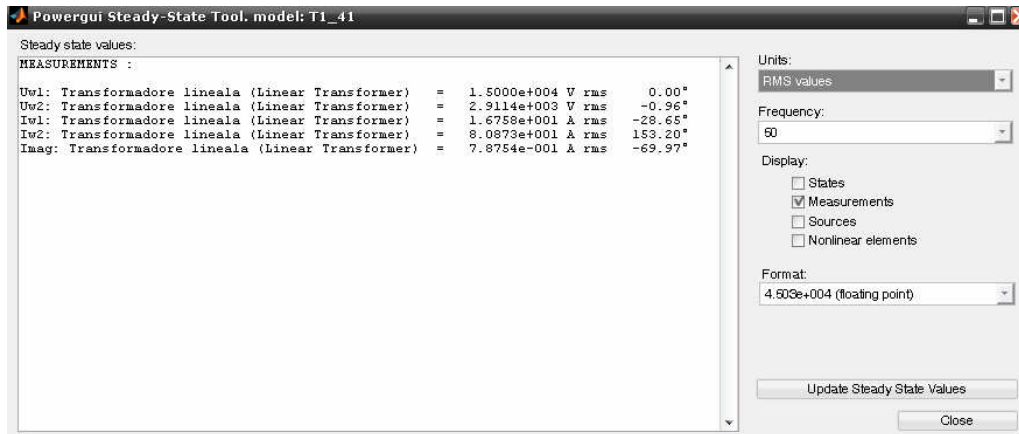 Powergui Steady-State Tool. model: T1_41
Steady state values:
MEASUREMENTS :
Uw1: Transformadore lineala (Linear Transformer) = 1.5000e+004 V rms 0.00°
Uw2: Transformadore lineala (Linear Transformer) = 2.9114e+003 V rms -0.96°
Iw1: Transformadore lineala (Linear Transformer) = 1.6758e+001 A rms -28.65°
Iw2: Transformadore lineala (Linear Transformer) = 8.0873e+001 A rms 153.20°
Imag: Transformadore lineala (Linear Transformer) = 7.8754e-001 A rms -69.97°
Units:
RMS values
Frequency:
50
Display:
States
Measurements
Sources
Nonlinear elements
Format:
4.503e+004 (floating point)
Update Steady State Values
Close